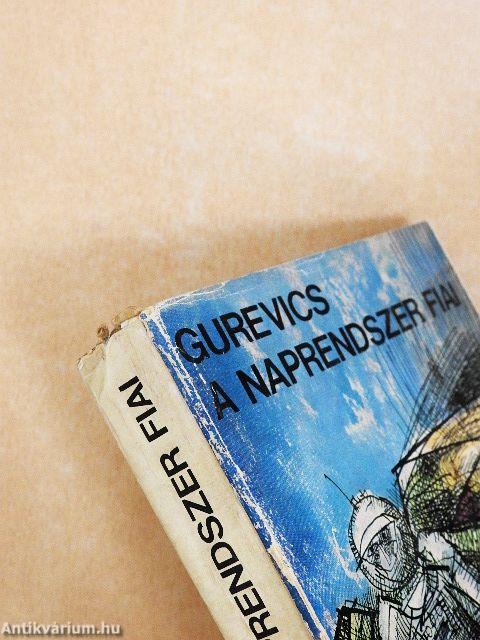 GUREVICS
A NAPRENDSZER FIAI
RENDSZER FIAI
Antikvárium.hu